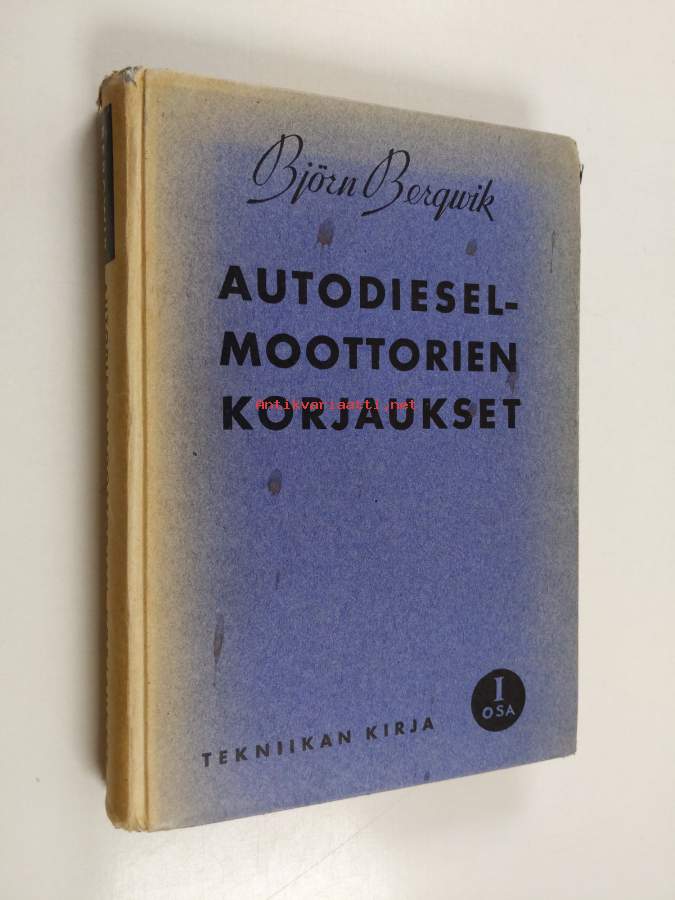 Björn Bergwik
AUTODIESEL-
MOOTTORIEN
Antikvariaatti.net
KORJAUKSET
I
OSA
TEKNIIKAN KIRJA